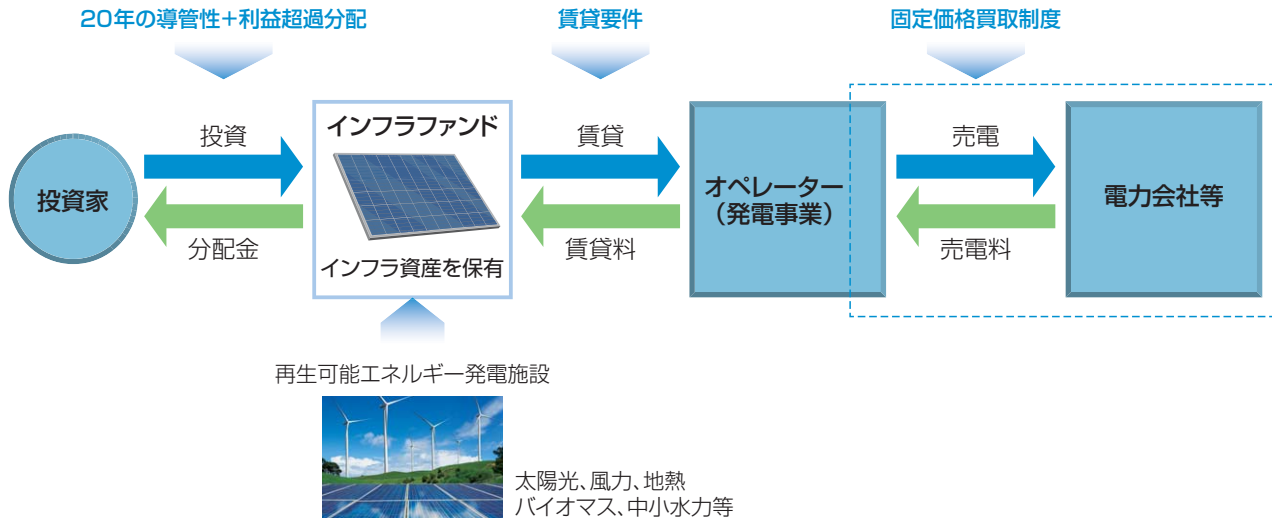 20年の導管性+利益超過分配
賃貸要件
固定価格買取制度
投資家
投資
分配金
インフラファンド
インフラ資産を保有
賃貸
賃貸料
オペレーター
（発電事業）
売電
売電料
電力会社等
再生可能エネルギー発電施設
太陽光、風力、地熱
バイオマス、中小水力等